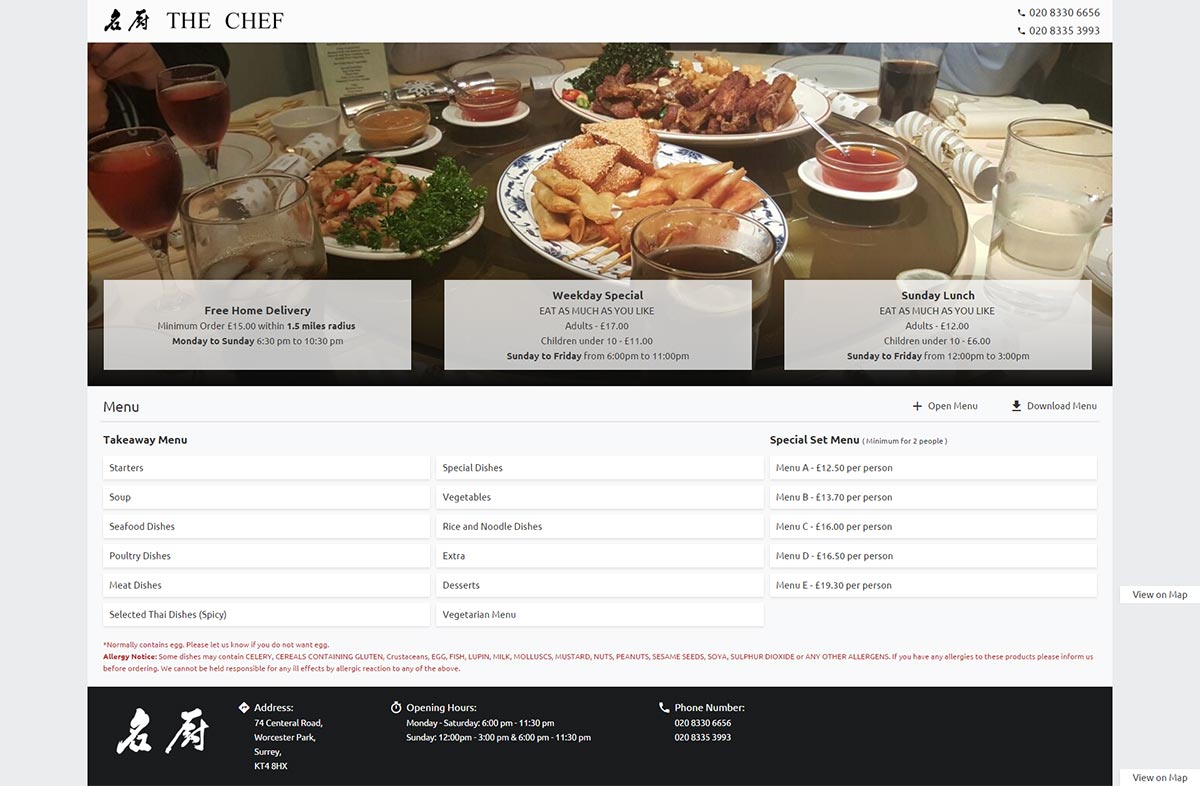 名厨 THE CHEF
020 8330 6656
020 8335 3993
Free Home Delivery
Minimum Order £15.00 within 1.5 miles radius
Monday to Sunday 6:30 pm to 10:30 pm
Weekday Special
EAT AS MUCH AS YOU LIKE
Adults - £17.00
Children under 10 - £11.00
Sunday to Friday from 6:00pm to 11:00pm
Sunday Lunch
EAT AS MUCH AS YOU LIKE
Adults - £12.00
Children under 10 - £6.00
Sunday to Friday from 12:00pm to 3:00pm
Menu
Open Menu
Download Menu
Takeaway Menu
Starters
Soup
Seafood Dishes
Poultry Dishes
Meat Dishes
Selected Thai Dishes (Spicy)
Special Dishes
Vegetables
Rice and Noodle Dishes
Extra
Desserts
Vegetarian Menu
Special Set Menu ( Minimum for 2 people )
Menu A - £12.50 per person
Menu B - £13.70 per person
Menu C - £16.00 per person
Menu D - £16.50 per person
Menu E - £19.30 per person
View on Map
*Normally contains egg. Please let us know if you do not want egg.
Allergy Notice: Some dishes may contain CELERY, CEREALS CONTAINING GLUTEN, Crustaceans, EGG, FISH, LUPIN, MILK, MOLLUSCS, MUSTARD, NUTS, PEANUTS, SESAME SEEDS, SOYA, SULPHUR DIOXIDE or ANY OTHER ALLERGENS. If you have any allergies to these products please inform us
before ordering. We cannot be held responsible for any ill effects by allergic reaction to any of the above.
名厨
Address:
74 Centeral Road,
Worcester Park,
Surrey,
KT4 8HX
Opening Hours:
Monday - Saturday: 6:00 pm - 11:30 pm
Sunday: 12:00pm - 3:00 pm & 6:00 pm - 11:30 pm
Phone Number:
020 8330 6656
020 8335 3993
View on Map